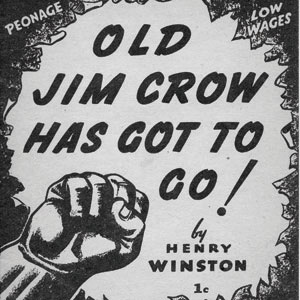 PEONAGE
LOW
WAGES
OLD
JIM CROW
HAS GOT TO
GO!
by
HENRY
WINSTON
1c